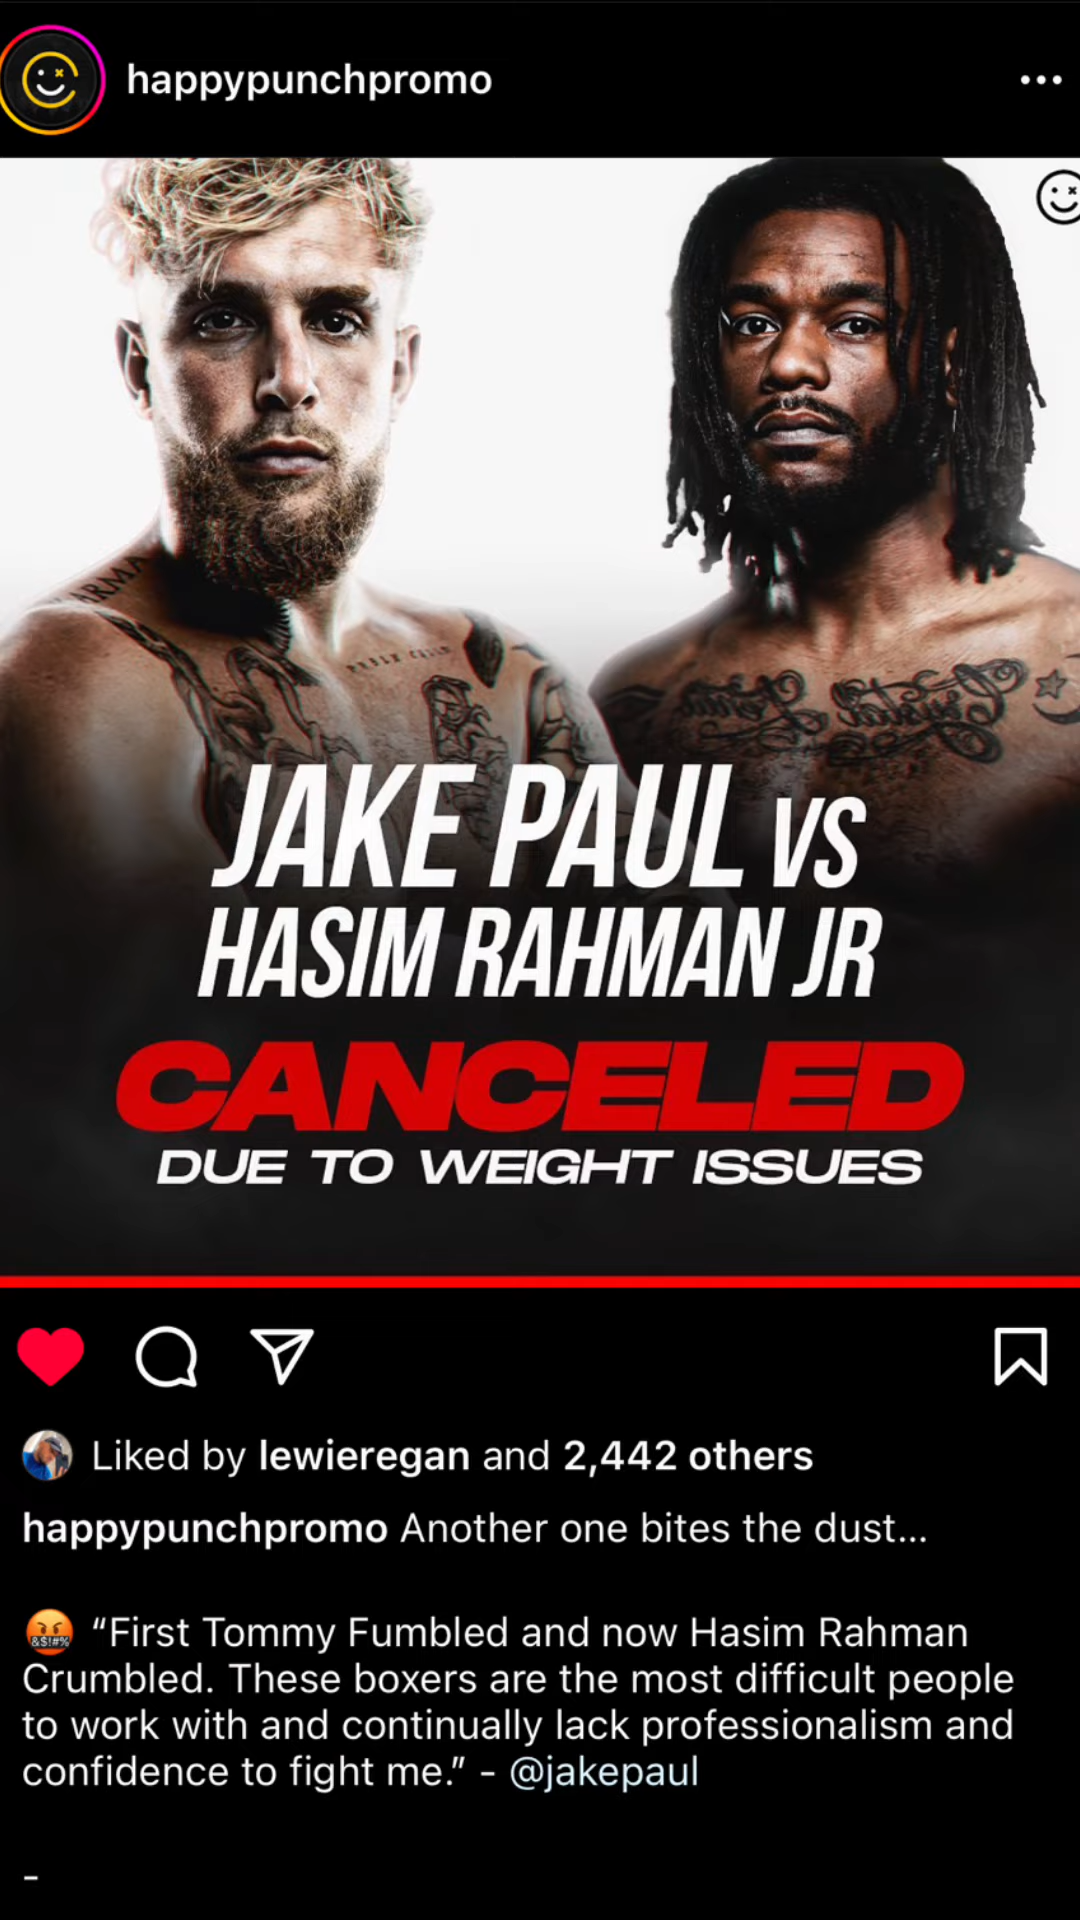 happypunchpromo
JAKE PAUL VS
HASIM RAHMAN JR
CANCELED
DUE TO WEIGHT ISSUES
Liked by lewieregan and 2,442 others
happypunchpromo Another one bites the dust...
🤬 “First Tommy Fumbled and now Hasim Rahman
Crumbled. These boxers are the most difficult people
to work with and continually lack professionalism and
confidence to fight me.” - @jakepaul
-